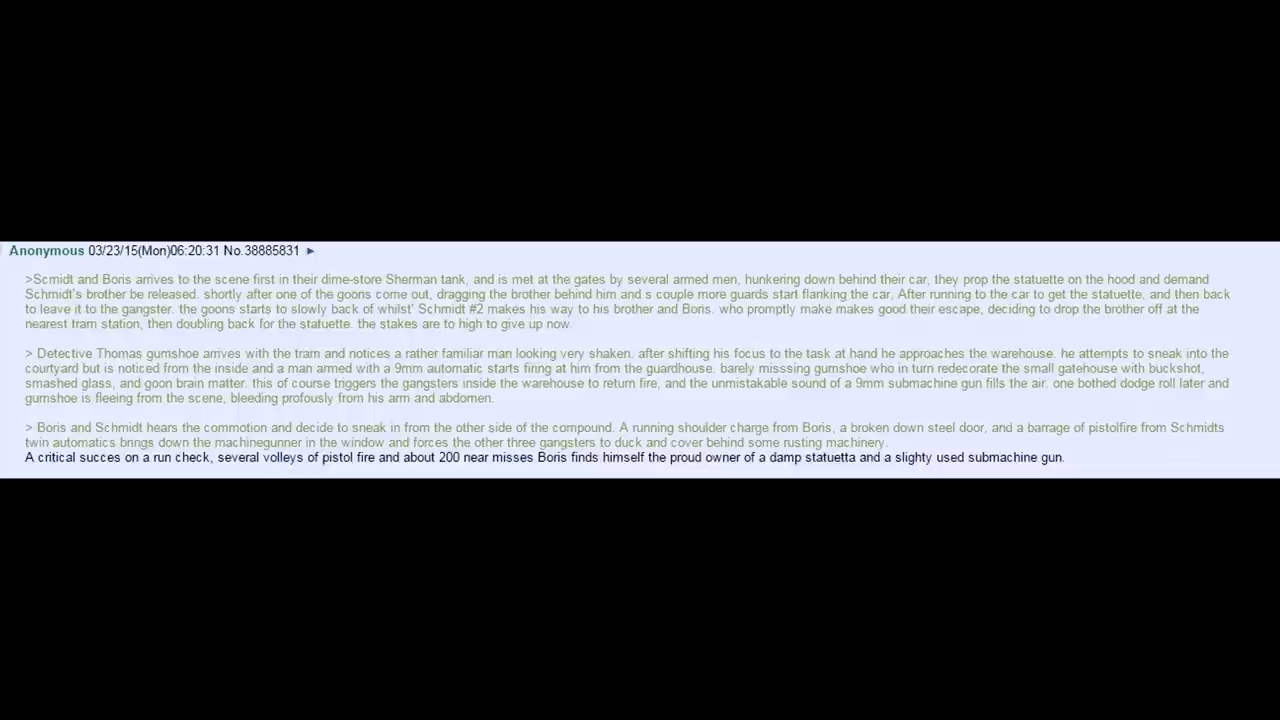 Anonymous 03/23/15(Mon)06:20:31 No.38885831 ►
>Scmidt and Boris arrives to the scene first in their dime-store Sherman tank, and is met at the gates by several armed men, hunkering down behind their car, they prop the statuette on the hood and demand
Schmidt's brother be released. shortly after one of the goons come out, dragging the brother behind him and s couple more guards start flanking the car, After running to the car to get the statuette, and then back
to leave it to the gangster. the goons starts to slowly back of whilst' Schmidt #2 makes his way to his brother and Boris. who promptly make makes good their escape, deciding to drop the brother off at the
nearest tram station, then doubling back for the statuette. the stakes are to high to give up now.
> Detective Thomas gumshoe arrives with the tram and notices a rather familiar man looking very shaken. after shifting his focus to the task at hand he approaches the warehouse. he attempts to sneak into the
courtyard but is noticed from the inside and a man armed with a 9mm automatic starts firing at him from the guardhouse. barely misssing gumshoe who in turn redecorate the small gatehouse with buckshot,
smashed glass, and goon brain matter. this of course triggers the gangsters inside the warehouse to return fire, and the unmistakable sound of a 9mm submachine gun fills the air. one bothed dodge roll later and
gumshoe is fleeing from the scene, bleeding profously from his arm and abdomen.
> Boris and Schmidt hears the commotion and decide to sneak in from the other side of the compound. A running shoulder charge from Boris, a broken down steel door, and a barrage of pistolfire from Schmidts
twin automatics brings down the machinegunner in the window and forces the other three gangsters to duck and cover behind some rusting machinery.
A critical succes on a run check, several volleys of pistol fire and about 200 near misses Boris finds himself the proud owner of a damp statuetta and a slighty used submachine gun.